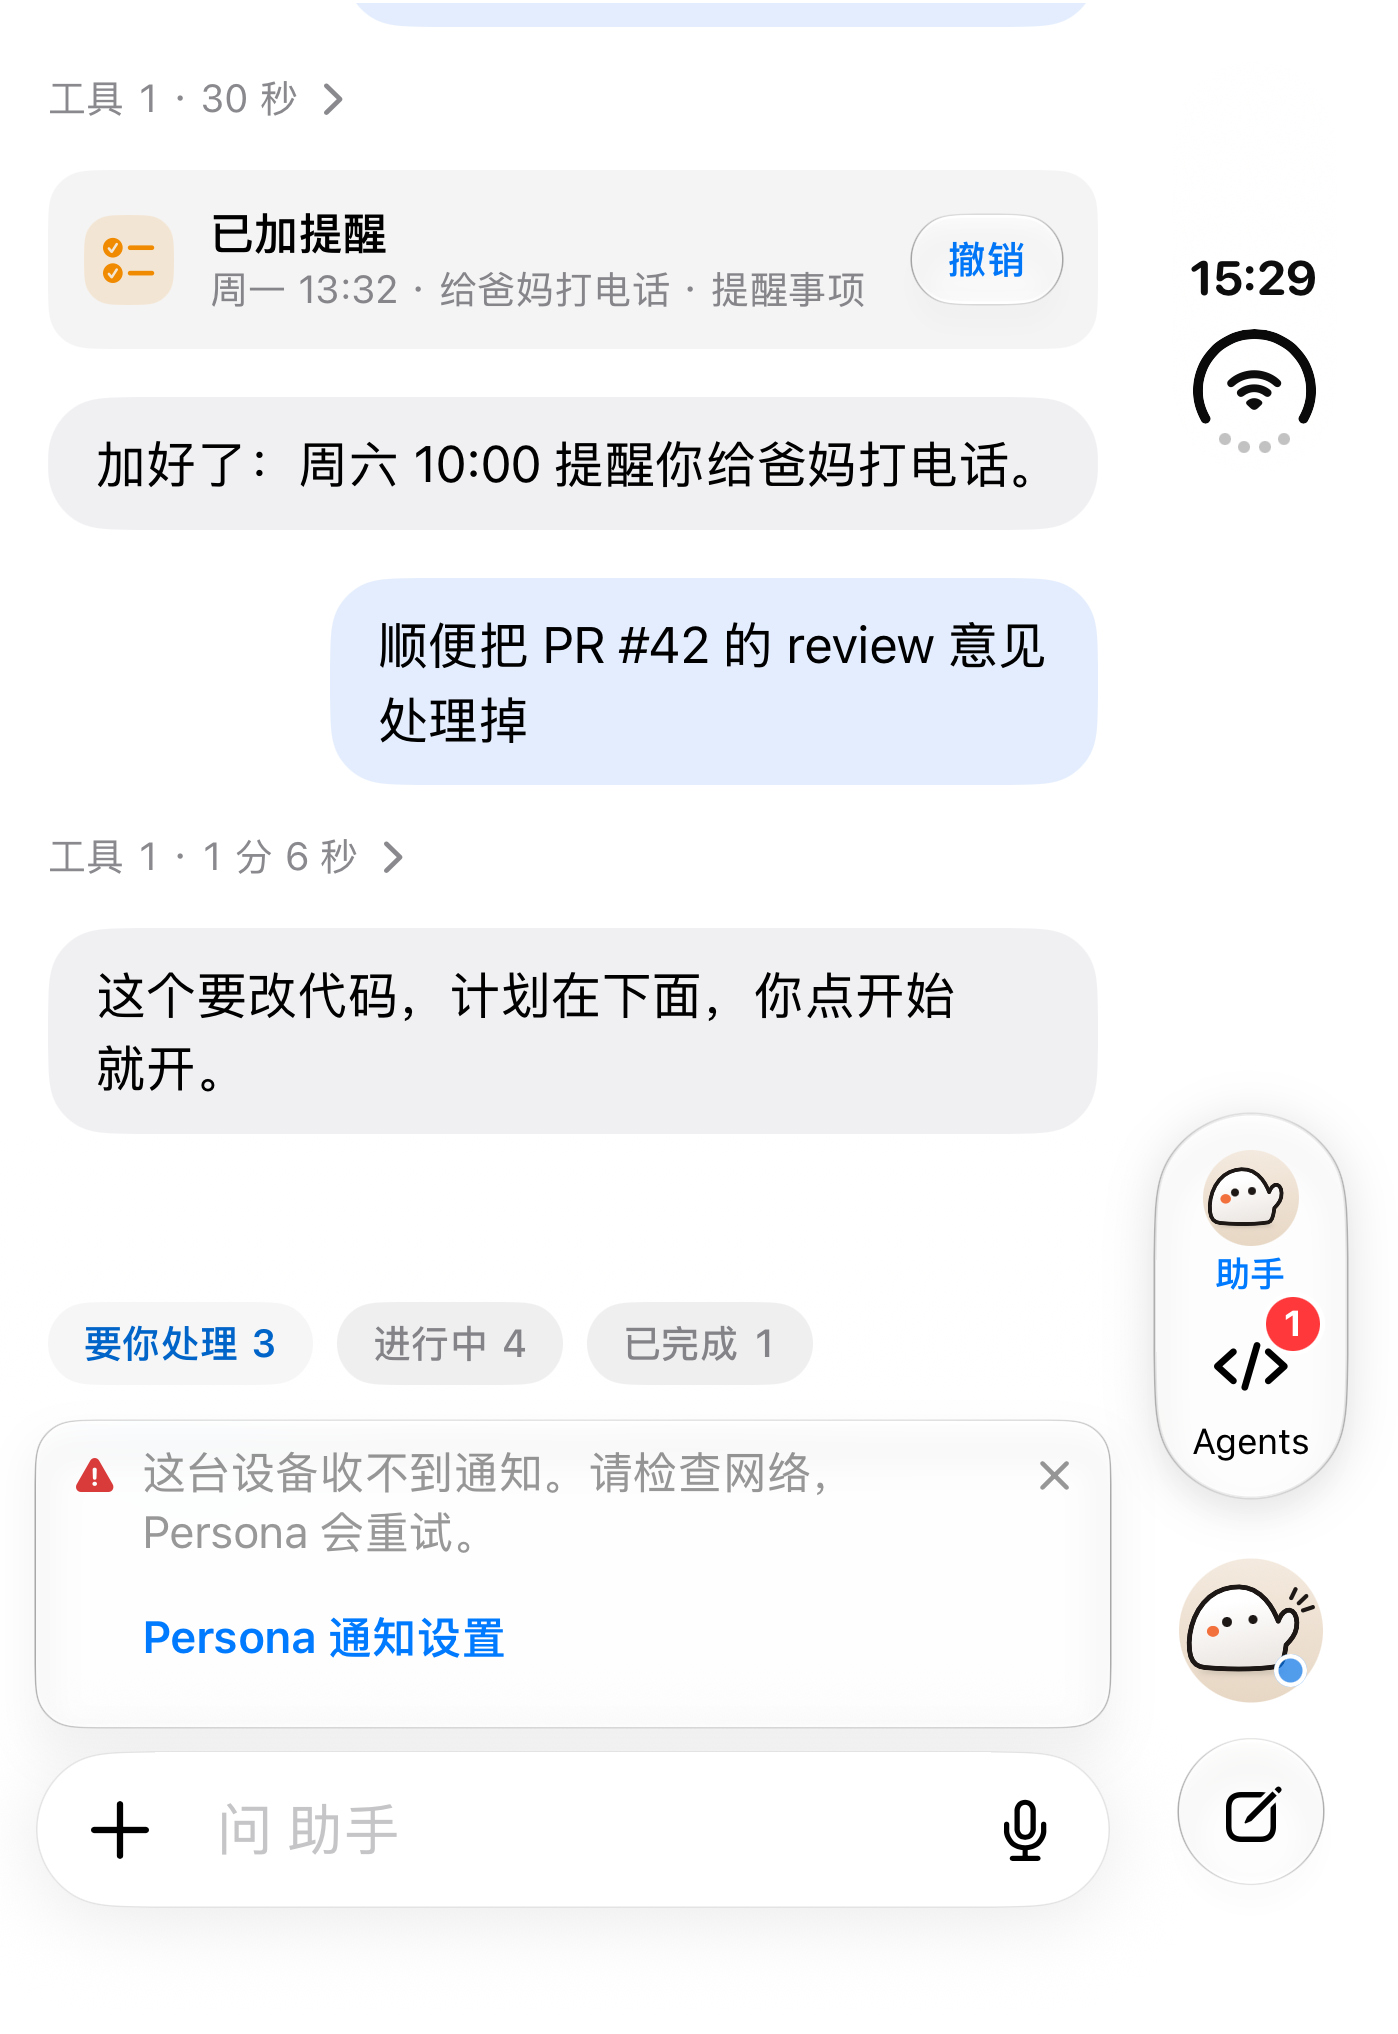 工具 1 · 30 秒
已加提醒
周一 13:32 · 给爸妈打电话 · 提醒事项
撤销
15:29
加好了：周六 10:00 提醒你给爸妈打电话。
顺便把 PR #42 的 review 意见
处理掉
工具 1 · 1 分 6 秒
这个要改代码，计划在下面，你点开始
就开。
助手
1
</>
Agents
要你处理 3
进行中 4
已完成 1
这台设备收不到通知。请检查网络，
Persona 会重试。
Persona 通知设置
问 助手